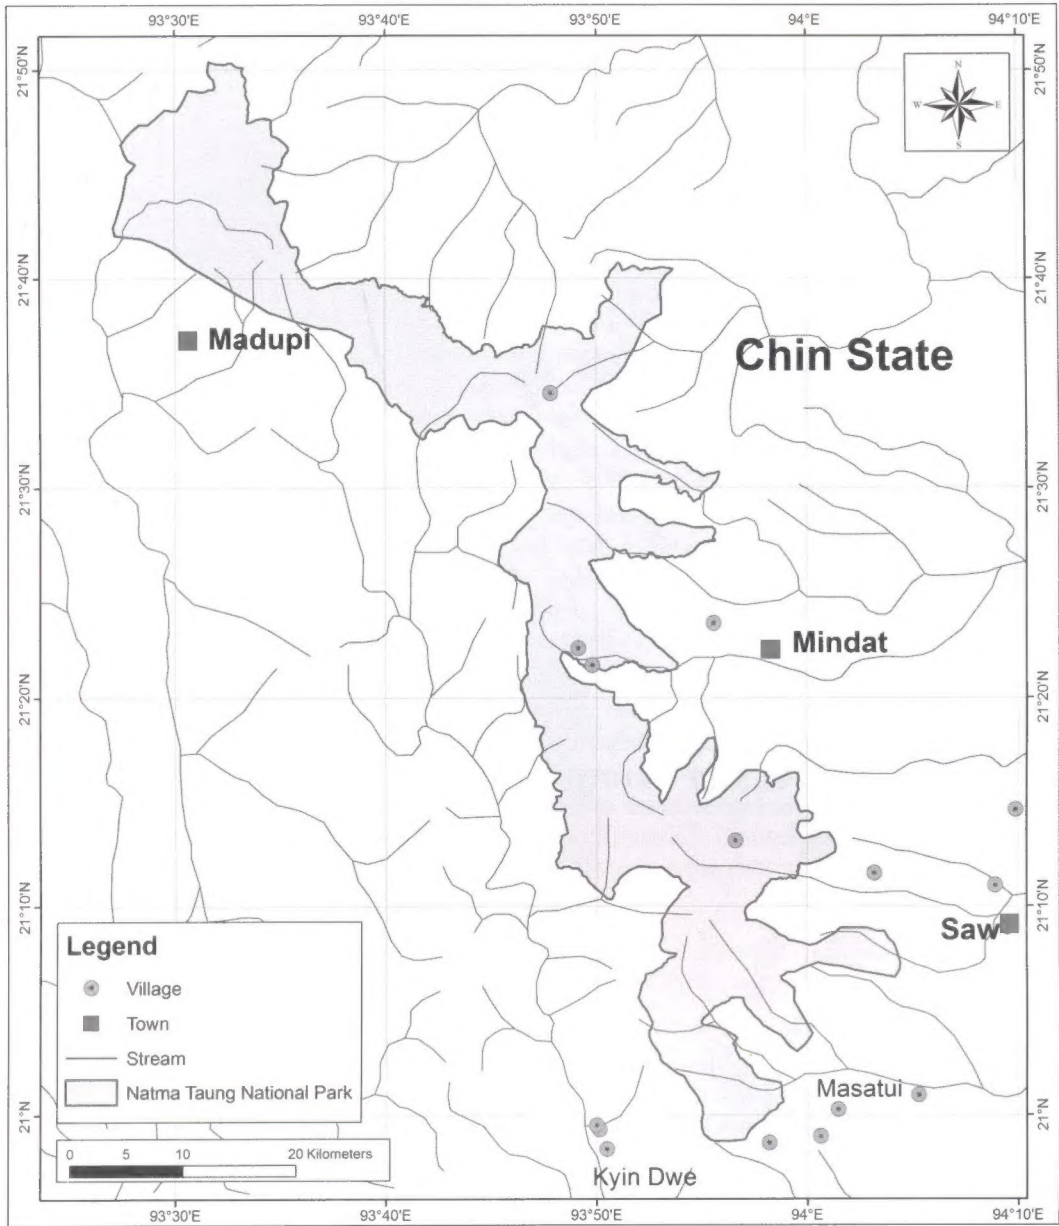 93°30'E 93°40'E 93°50'E 94°E 94°10'E
N
W E
S
21°50'N 21°50'N
21°40'N 21°40'N
Madupi
Chin State
21°30'N 21°30'N
Mindat
21°20'N 21°20'N
21°10'N 21°10'N
Saw
Legend
Village
Town
Stream
Natma Taung National Park
Masatui
21°N 21°N
0 5 10 20 Kilometers
Kyin Dwe
93°30'E 93°40'E 93°50'E 94°E 94°10'E